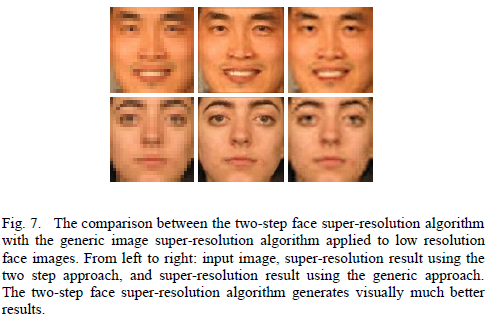 Fig. 7. The comparison between the two-step face super-resolution algorithm
with the generic image super-resolution algorithm applied to low resolution
face images. From left to right: input image, super-resolution result using the
two step approach, and super-resolution result using the generic approach.
The two-step face super-resolution algorithm generates visually much better
results.